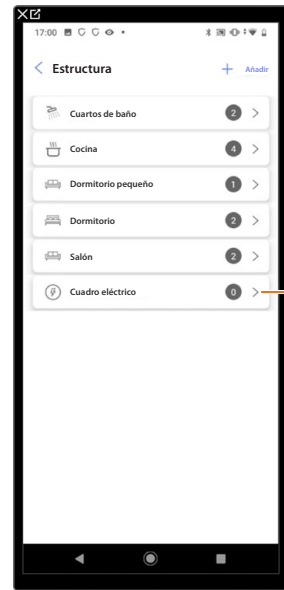 17:00
Estructura
Añadir
Cuartos de baño 2
Cocina 4
Dormitorio pequeño 1
Dormitorio 2
Salón 2
Cuadro eléctrico 0